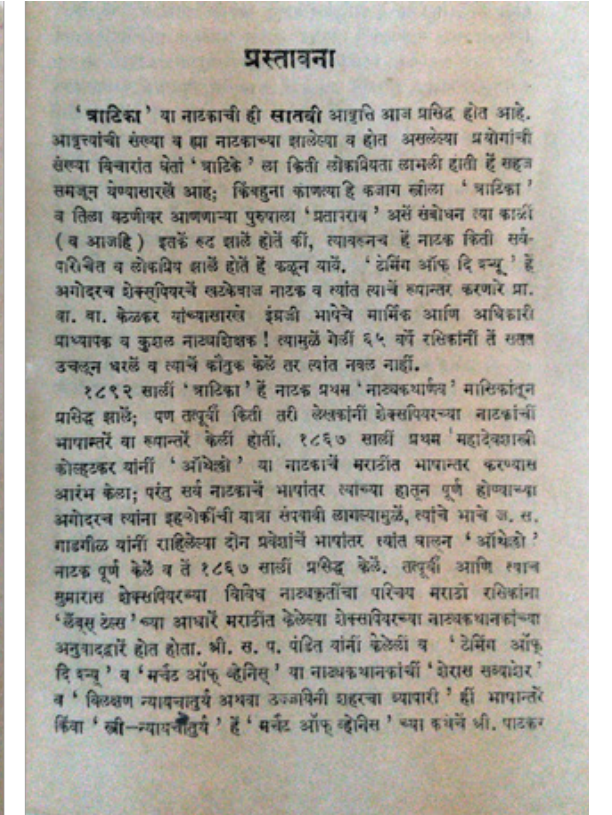 प्रस्तावना
' त्राटिका ' या नाटकाची ही सातवी आवृत्ति आज प्रसिद्ध होत आहे.
आवृत्त्यांची संख्या व ह्या नाटकाच्या झालेल्या व होत असलेल्या प्रयोगांची
संख्या विचारांत घेतां ' त्राटिके ' ला किती लोकप्रियता लाभली होती हें सहज
समजून येण्यासारखें आहे; किंबहुना कोणत्याहि कजाग स्त्रीला ' त्राटिका '
व तिला वठणीवर आणणाऱ्या पुरुषाला ' प्रतापराव ' असें संबोधन त्या काळीं
( व आजहि ) इतकें रूढ झालें होतें कीं, त्यावरूनच हें नाटक किती सर्व-
परिचित व लोकप्रिय झालें होतें हें कळून यावें. ' टेमिंग ऑफ् दि श्र्यू ' हें
अगोदरच शेक्स्पियरचें खटकेबाज नाटक व त्यांत त्याचें रूपान्तर करणारे प्रा.
वा. बा. केळकर यांच्यासारखे इंग्रजी भाषेचे मार्मिक आणि अधिकारी
प्राध्यापक व कुशल नाट्यशिक्षक ! त्यामुळें गेलीं ६५ वर्षे रसिकांनीं तें सतत
उचलून धरलें व त्याचें कौतुक केलें तर त्यांत नवल नाहीं.
१८९२ सालीं ' त्राटिका ' हें नाटक प्रथम ' नाट्यकथार्णव ' मासिकांतून
प्रसिद्ध झालें; पण तत्पूर्वी किती तरी लेखकांनीं शेक्सपियरच्या नाटकांचीं
भाषान्तरें वा रूपान्तरें केलीं होतीं. १८६७ सालीं प्रथम महादेवशास्त्री
कोल्हटकर यांनीं ' ऑथेल्लो ' या नाटकाचें मराठींत भाषान्तर करण्यास
आरंभ केला; परंतु सर्व नाटकाचें भाषांतर त्यांच्या हातून पूर्ण होण्याच्या
अगोदरच त्यांना इहलोकींची यात्रा संपवावी लागल्यामुळें, त्यांचे भाचे ज. स.
गाडगीळ यांनीं राहिलेल्या दोन प्रवेशांचें भाषांतर त्यांत घालून ' ऑथेल्लो '
नाटक पूर्ण केलें व तें १८६७ सालीं प्रसिद्ध केलें. तत्पूर्वी आणि त्याच
सुमारास शेक्सपियरच्या विविध नाट्यकृतींचा परिचय मराठी रसिकांना
' लॅंब्स् टेल्स ' च्या आधारें मराठींत केलेल्या शेक्सपियरच्या नाट्यकथानकांच्या
अनुवादद्वारें होत होता. श्री. स. प. पंडित यांनीं केलेलीं व ' टेमिंग ऑफ्
दि श्र्यू ' व ' मर्चंट ऑफ् व्हेनिस ' या नाट्यकथानकांचीं ' शेरास सव्वाशेर '
व ' विलक्षण न्यायचातुर्य अथवा उज्जयिनी शहरचा व्यापारी ' हीं भाषान्तरें
किंवा ' स्त्री–न्यायचातुर्य ' हें ' मर्चंट ऑफ् व्हेनिस ' च्या कथेचें श्री. पाटकर